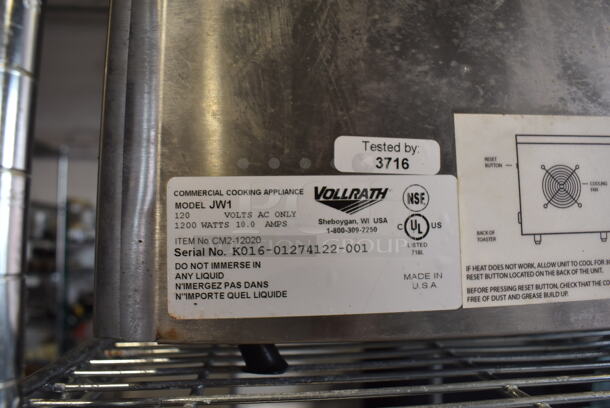 Tested by:
3716
COMMERCIAL COOKING APPLIANCE
MODEL JW1
120 VOLTS AC ONLY
1200 WATTS 10.0 AMPS
VOLLRATH
Sheboygan, WI USA
1-800-309-2250
NSF
C UL US
LISTED
718L
ITEM No CM2-12020
Serial No. K016-01274122-001
DO NOT IMMERSE IN
ANY LIQUID
N'IMERGEZ PAS DANS
N"IMPORTE QUEL LIQUIDE
MADE IN
U.S.A
RESET
BUTTON
COOLING
FAN
BACK OF
TOASTER
IF HEAT DOES NOT WORK, ALLOW UNIT TO COOL FOR
RESET BUTTON LOCATED ON THE BACK OF THE UNIT.
BEFORE PRESSING RESET BUTTON, CHECK THAT THE
FREE OF DUST AND GREASE BUILD UP.